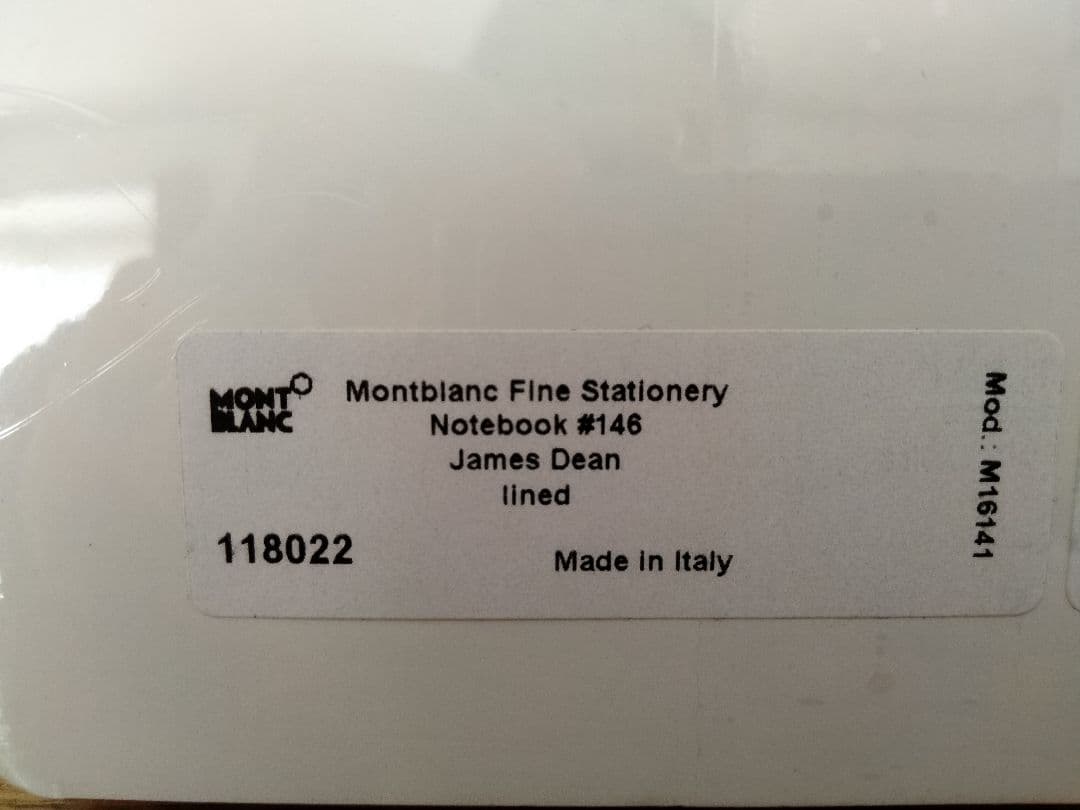 MONT
BLANC
Montblanc Fine Stationery
Notebook #146
James Dean
lined
118022
Made in Italy
Mod.: M16141